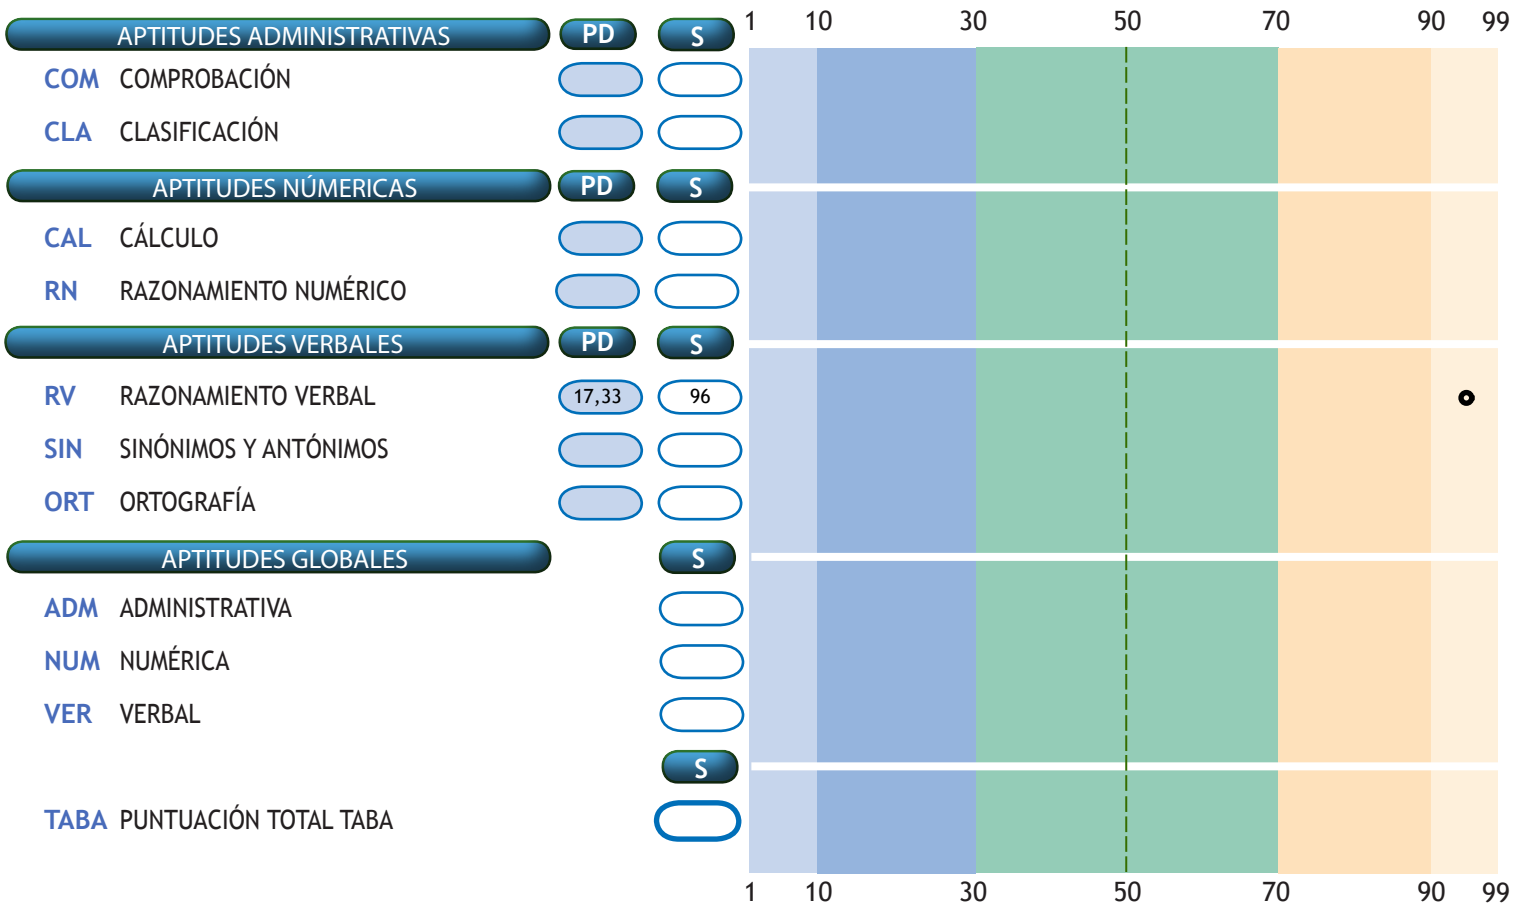 1 10 30 50 70 90 99
APTITUDES ADMINISTRATIVAS PD S
COM COMPROBACIÓN
CLA CLASIFICACIÓN
APTITUDES NÚMERICAS PD S
CAL CÁLCULO
RN RAZONAMIENTO NUMÉRICO
APTITUDES VERBALES PD S
RV RAZONAMIENTO VERBAL 17,33 96
SIN SINÓNIMOS Y ANTÓNIMOS
ORT ORTOGRAFÍA
APTITUDES GLOBALES S
ADM ADMINISTRATIVA
NUM NUMÉRICA
VER VERBAL
S
TABA PUNTUACIÓN TOTAL TABA
1 10 30 50 70 90 99